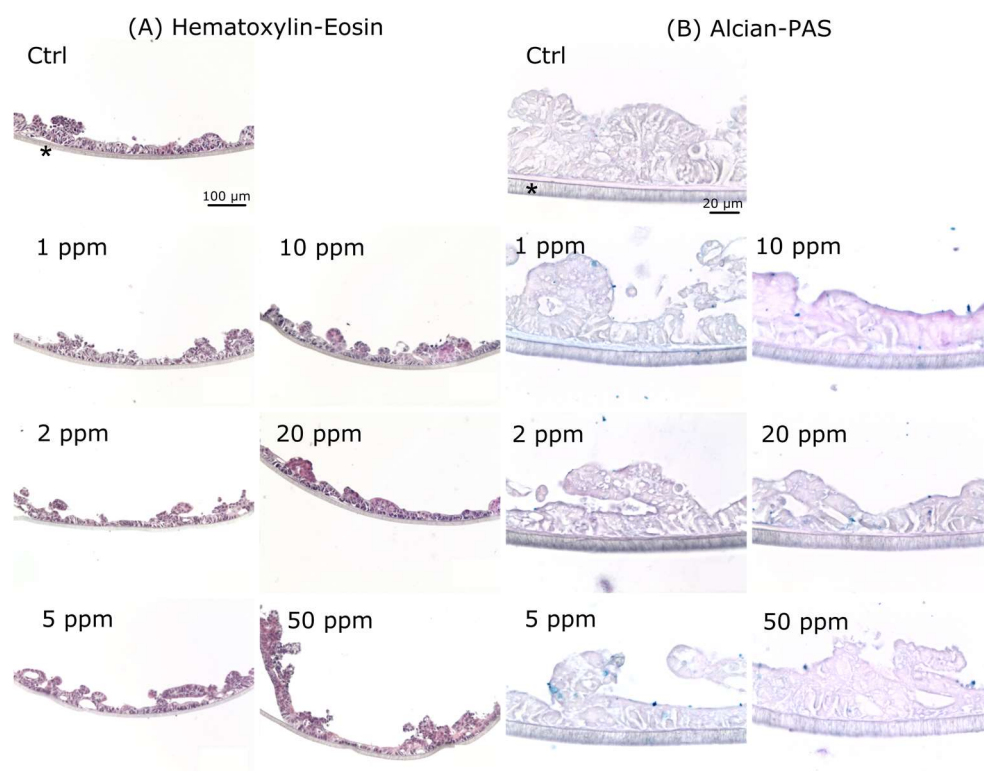 (A) Hematoxylin-Eosin
(B) Alcian-PAS
Ctrl
*
100 µm
Ctrl
*
20 µm
1 ppm
10 ppm
1 ppm
10 ppm
2 ppm
20 ppm
2 ppm
20 ppm
5 ppm
50 ppm
5 ppm
50 ppm